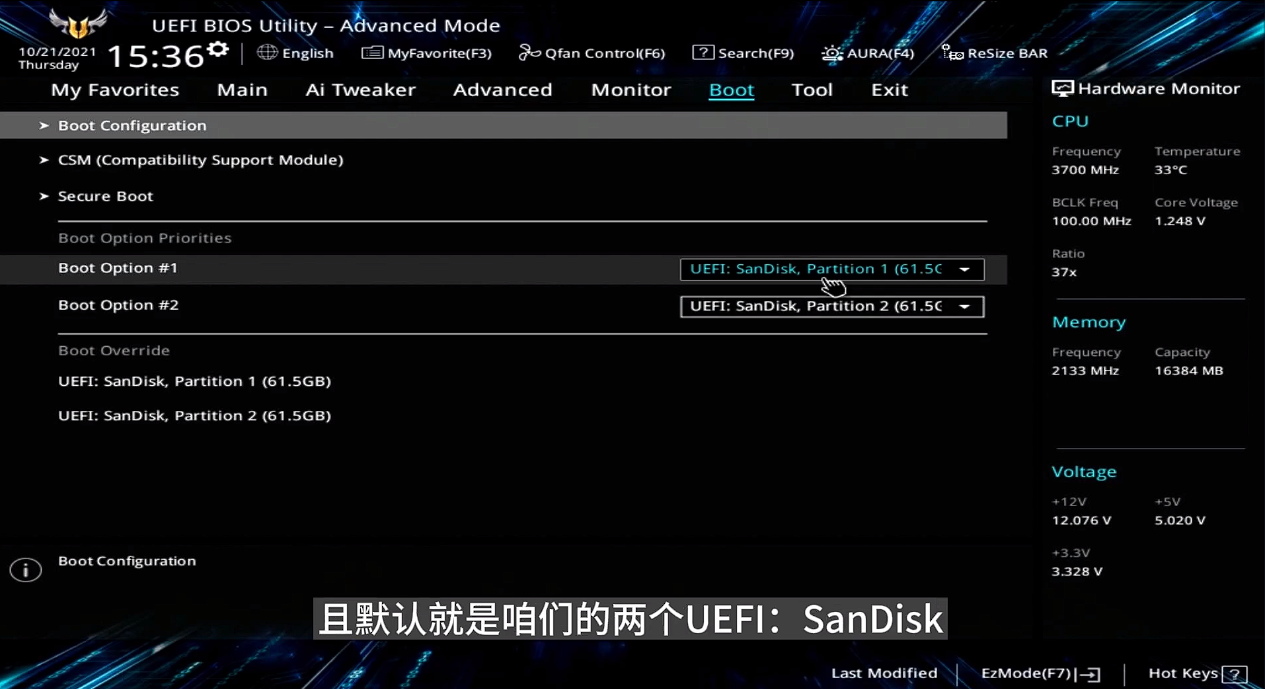 UEFI BIOS Utility – Advanced Mode
10/21/2021
Thursday
15:36
English
MyFavorite(F3)
Qfan Control(F6)
? Search(F9)
AURA(F4)
ReSize BAR
My Favorites Main Ai Tweaker Advanced Monitor Boot Tool Exit
Hardware Monitor
Boot Configuration
CSM (Compatibility Support Module)
Secure Boot
Boot Option Priorities
Boot Option #1 UEFI: SanDisk, Partition 1 (61.5G
Boot Option #2 UEFI: SanDisk, Partition 2 (61.5G
Boot Override
UEFI: SanDisk, Partition 1 (61.5GB)
UEFI: SanDisk, Partition 2 (61.5GB)
CPU
Frequency Temperature
3700 MHz 33°C
BCLK Freq Core Voltage
100.00 MHz 1.248 V
Ratio
37x
Memory
Frequency Capacity
2133 MHz 16384 MB
Voltage
+12V +5V
12.076 V 5.020 V
+3.3V
3.328 V
i Boot Configuration
且默认就是咱们的两个UEFI：SanDisk
Last Modified EzMode(F7) Hot Keys ?